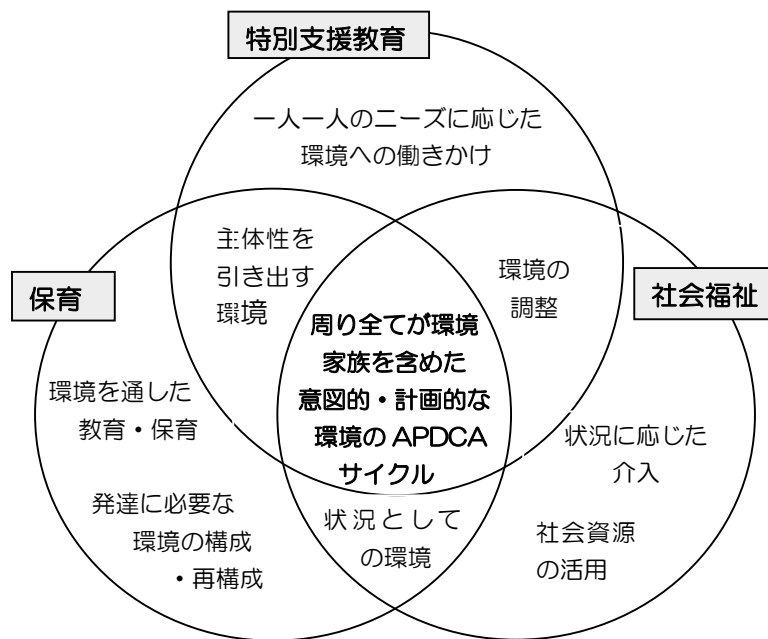 特別支援教育
一人一人のニーズに応じた
環境への働きかけ
主体性を
引き出す
環境
環境の
調整
保育
社会福祉
周り全てが環境
家族を含めた
意図的・計画的な
環境の APDCA
サイクル
環境を通した
教育・保育
状況に応じた
介入
発達に必要な
環境の構成
・再構成
状況として
の環境
社会資源
の活用